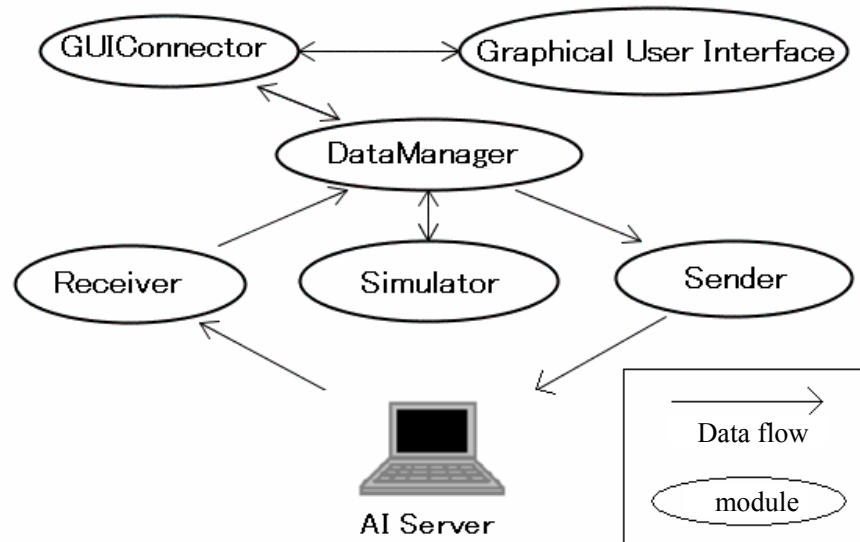 GUIConnector
Graphical User Interface
DataManager
Receiver
Simulator
Sender
AI Server
Data flow
module